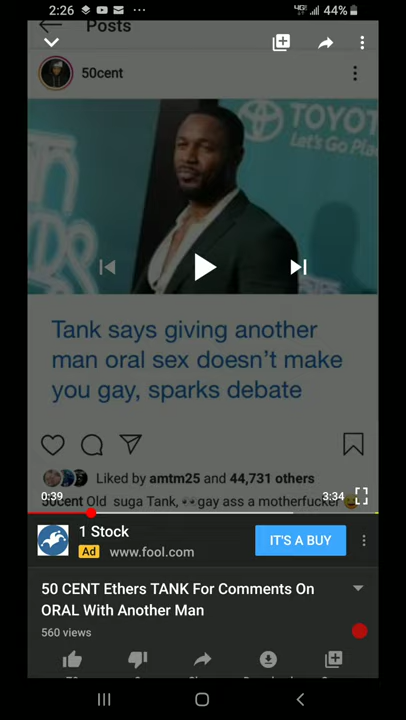 2:26
44%
Posts
50cent
TOYOT
Let's Go Pla
Tank says giving another
man oral sex doesn't make
you gay, sparks debate
Liked by amtm25 and 44,731 others
50cent Old suga Tank, 👀gay ass a motherfucker
0:39
3:34
1 Stock
Ad www.fool.com
IT'S A BUY
50 CENT Ethers TANK For Comments On
ORAL With Another Man
560 views